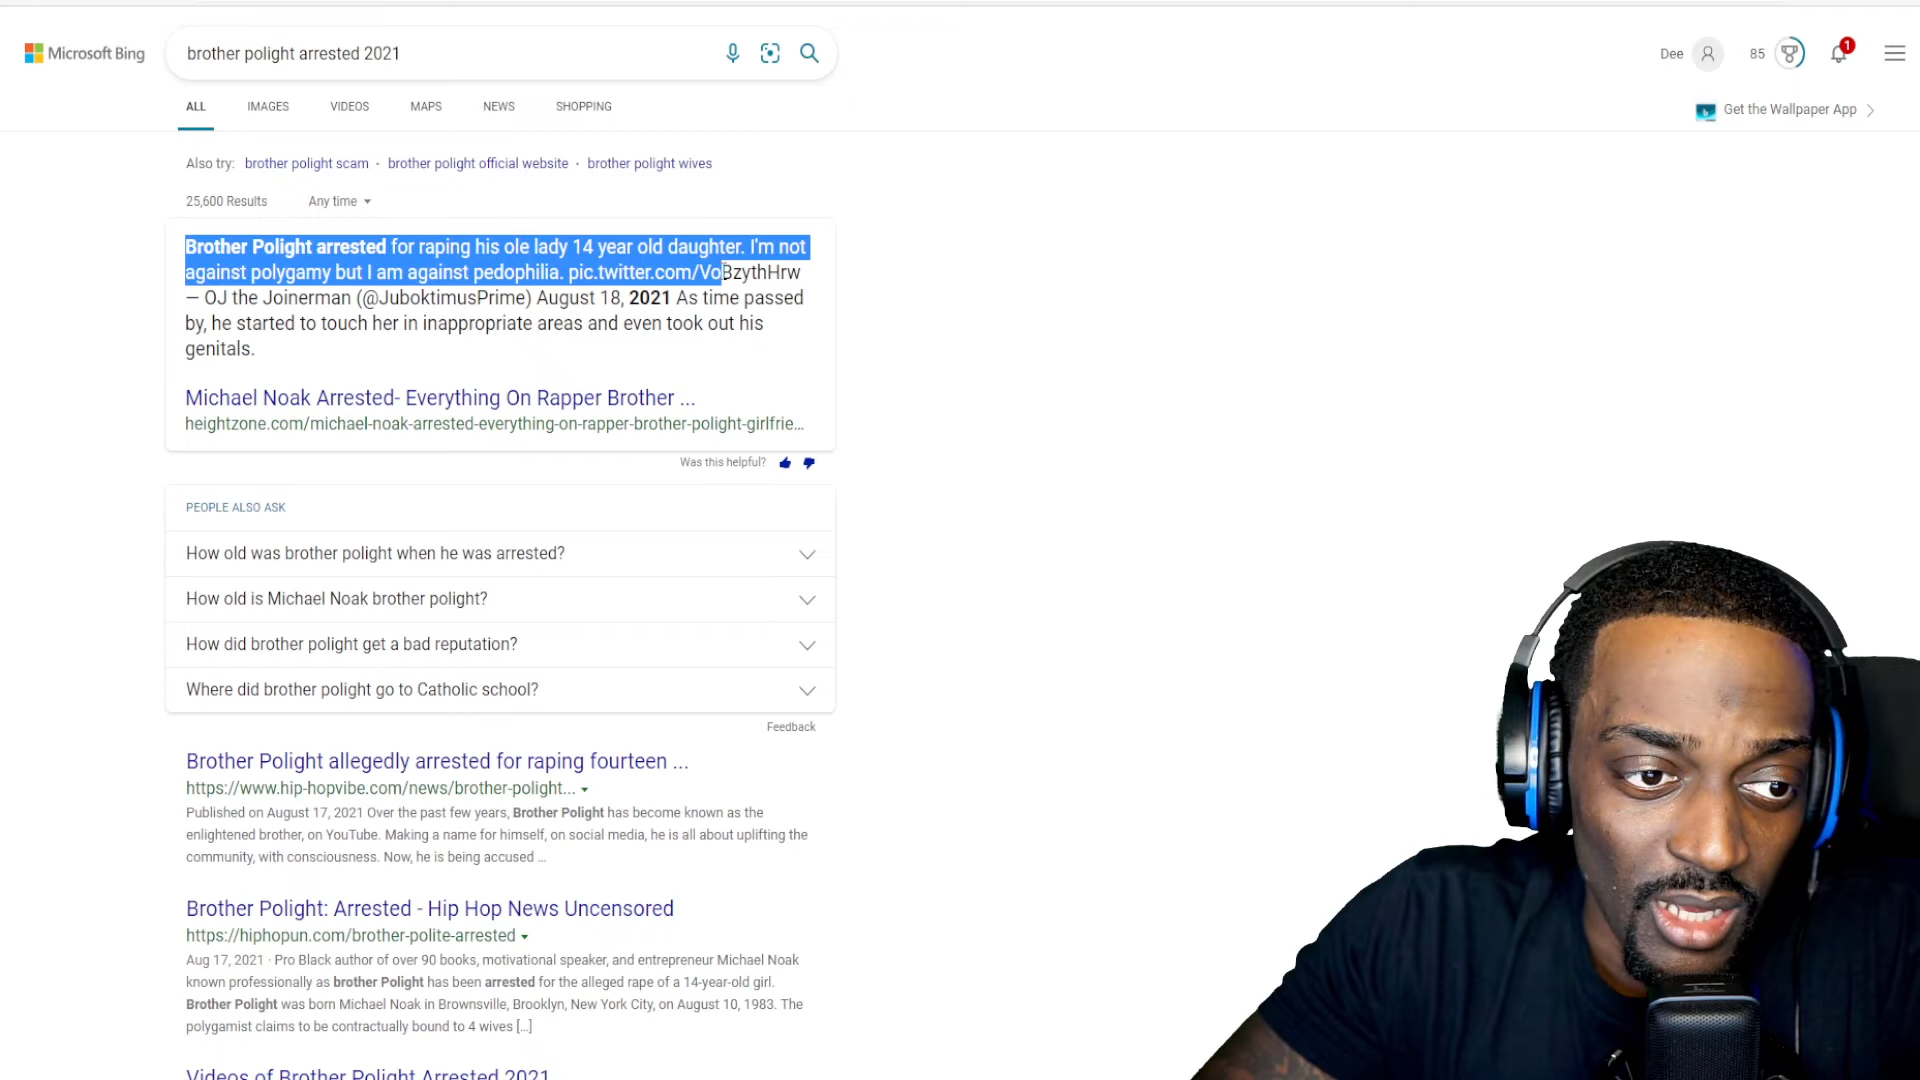 Microsoft Bing
brother polight arrested 2021
Dee
85
1
ALL IMAGES VIDEOS MAPS NEWS SHOPPING
Get the Wallpaper App
Also try: brother polight scam · brother polight official website · brother polight wives
25,600 Results Any time
Brother Polight arrested for raping his ole lady 14 year old daughter. I'm not
against polygamy but I am against pedophilia. pic.twitter.com/VoBzythHrw
— OJ the Joinerman (@JuboktimusPrime) August 18, 2021 As time passed
by, he started to touch her in inappropriate areas and even took out his
genitals.
Michael Noak Arrested- Everything On Rapper Brother ...
heightzone.com/michael-noak-arrested-everything-on-rapper-brother-polight-girlfrie...
Was this helpful?
PEOPLE ALSO ASK
How old was brother polight when he was arrested?
How old is Michael Noak brother polight?
How did brother polight get a bad reputation?
Where did brother polight go to Catholic school?
Feedback
Brother Polight allegedly arrested for raping fourteen ...
https://www.hip-hopvibe.com/news/brother-polight...
Published on August 17, 2021 Over the past few years, Brother Polight has become known as the
enlightened brother, on YouTube. Making a name for himself, on social media, he is all about uplifting the
community, with consciousness. Now, he is being accused ...
Brother Polight: Arrested - Hip Hop News Uncensored
https://hiphopun.com/brother-polite-arrested
Aug 17, 2021 · Pro Black author of over 90 books, motivational speaker, and entrepreneur Michael Noak
known professionally as brother Polight has been arrested for the alleged rape of a 14-year-old girl.
Brother Polight was born Michael Noak in Brownsville, Brooklyn, New York City, on August 10, 1983. The
polygamist claims to be contractually bound to 4 wives [...]
Videos of Brother Polight Arrested 2021